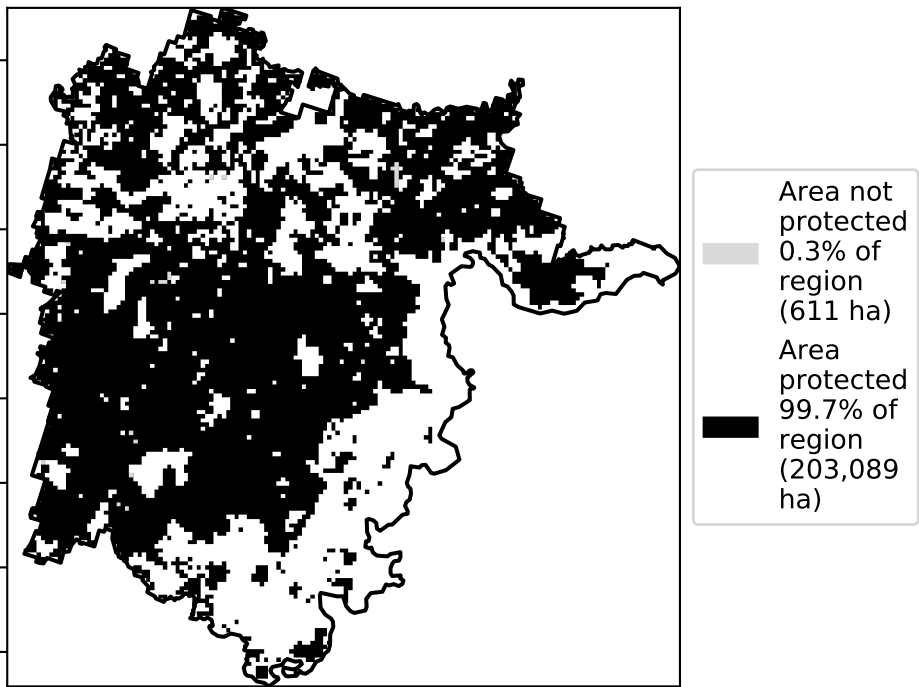 Area not
protected
0.3% of
region
(611 ha)
Area
protected
99.7% of
region
(203,089
ha)